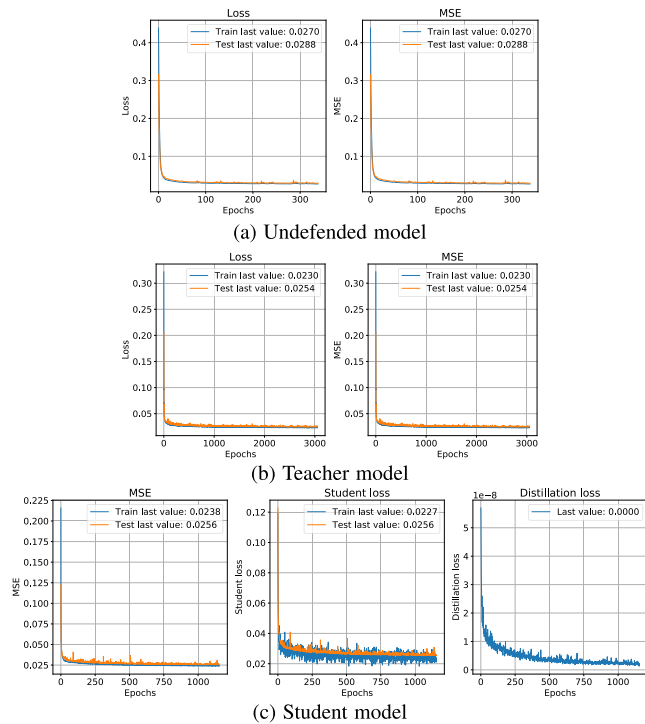 Loss
MSE
Train last value: 0.0270
Test last value: 0.0288
Train last value: 0.0270
Test last value: 0.0288
0.4
0.3
0.2
0.1
0.4
0.3
0.2
0.1
Loss
MSE
0
100
200
300
0
100
200
300
Epochs
Epochs
(a) Undefended model
Loss
MSE
Train last value: 0.0230
Test last value: 0.0254
Train last value: 0.0230
Test last value: 0.0254
0.30
0.25
0.20
0.15
0.10
0.05
0.30
0.25
0.20
0.15
0.10
0.05
Loss
MSE
0
1000
2000
3000
0
1000
2000
3000
Epochs
Epochs
(b) Teacher model
MSE
Student loss
Distillation loss
1e−8
Train last value: 0.0238
Test last value: 0.0256
Train last value: 0.0227
Test last value: 0.0256
Last value: 0.0000
0.225
0.200
0.175
0.150
0.125
0.100
0.075
0.050
0.025
0.12
0.10
0.08
0.06
0.04
0.02
6
5
4
3
2
1
0
MSE
Student loss
Distillation loss
0
250
500
750
1000
0
250
500
750
1000
0
250
500
750
1000
Epochs
Epochs
Epochs
(c) Student model